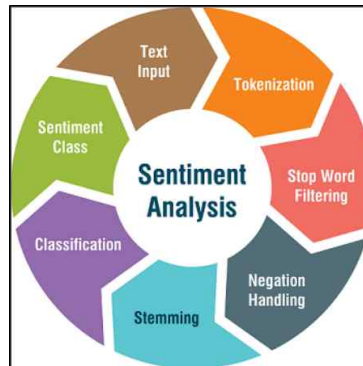 Text
Input
Tokenization
Stop Word
Filtering
Negation
Handling
Stemming
Classification
Sentiment
Class
Sentiment
Analysis